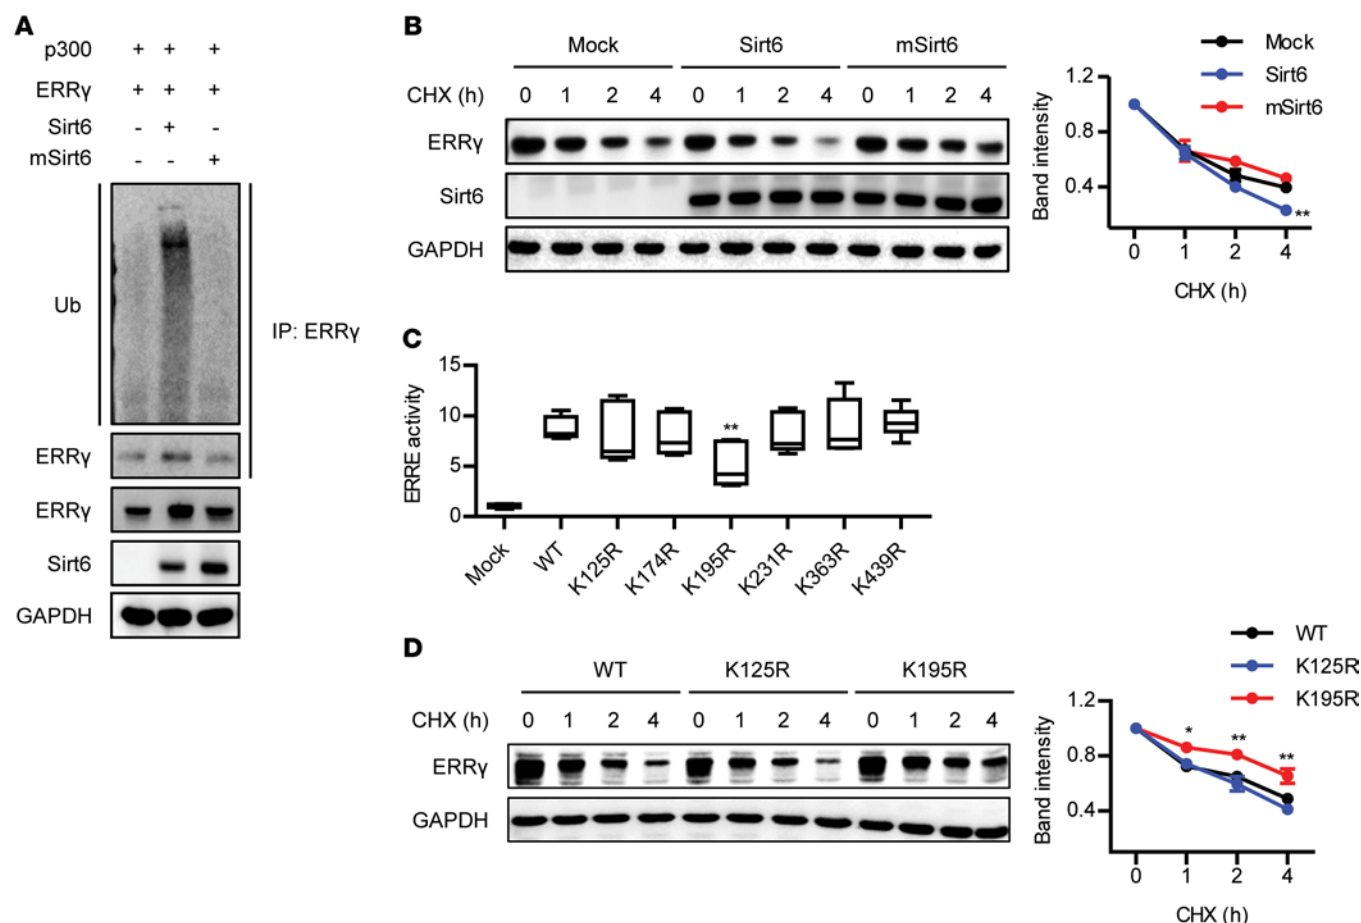 A
p300 + + +
ERRγ + + +
Sirt6 - + -
mSirt6 - - +
Ub
IP: ERRγ
ERRγ
ERRγ
Sirt6
GAPDH
B
Mock Sirt6 mSirt6
CHX (h) 0 1 2 4 0 1 2 4 0 1 2 4
ERRγ
Sirt6
GAPDH
Mock
Sirt6
mSirt6
1.2
0.8
0.4
Band intensity
**
0 1 2 4
CHX (h)
C
15
10
5
0
ERRE activity
**
Mock WT K125R K174R K195R K231R K363R K439R
D
WT K125R K195R
CHX (h) 0 1 2 4 0 1 2 4 0 1 2 4
ERRγ
GAPDH
WT
K125R
K195R
1.2
0.8
0.4
Band intensity
* ** **
0 1 2 4
CHX (h)